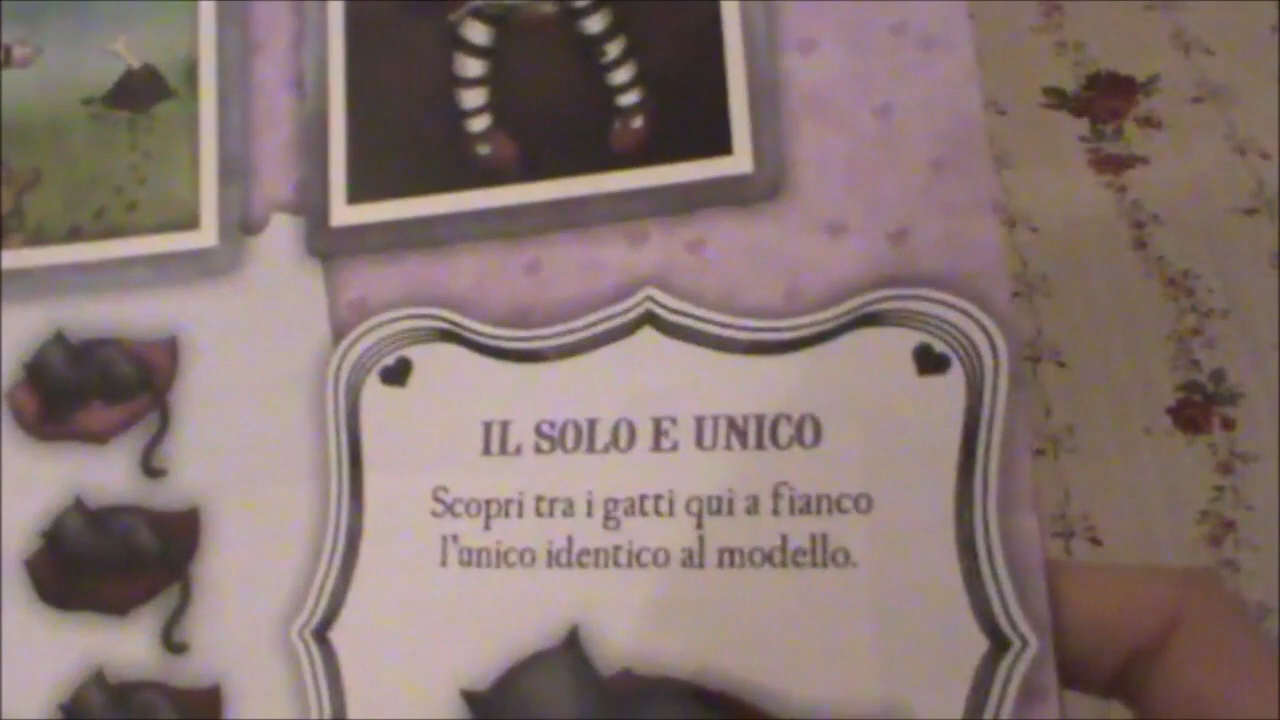 IL SOLO E UNICO
Scopri tra i gatti qui a fianco
l'unico identico al modello.